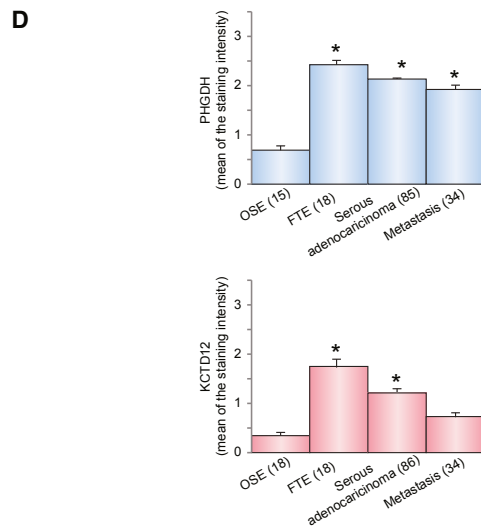 D
PHGDH
(mean of the staining intensity)
3
2
1
0
*
*
*
OSE (15)
FTE (18)
Serous
adenocaricinoma (85)
Metastasis (34)
KCTD12
(mean of the staining intensity)
3
2
1
0
*
*
OSE (18)
FTE (18)
Serous
adenocaricinoma (86)
Metastasis (34)